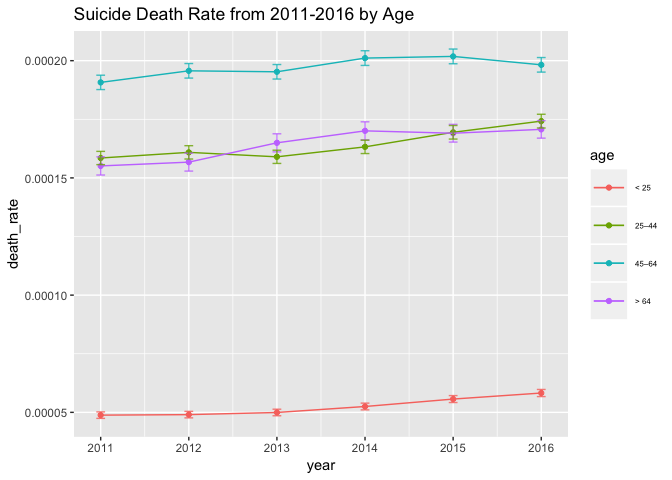 Suicide Death Rate from 2011-2016 by Age
0.00020
0.00015
0.00010
0.00005
death_rate
2011 2012 2013 2014 2015 2016
year
age
< 25
25–44
45–64
> 64